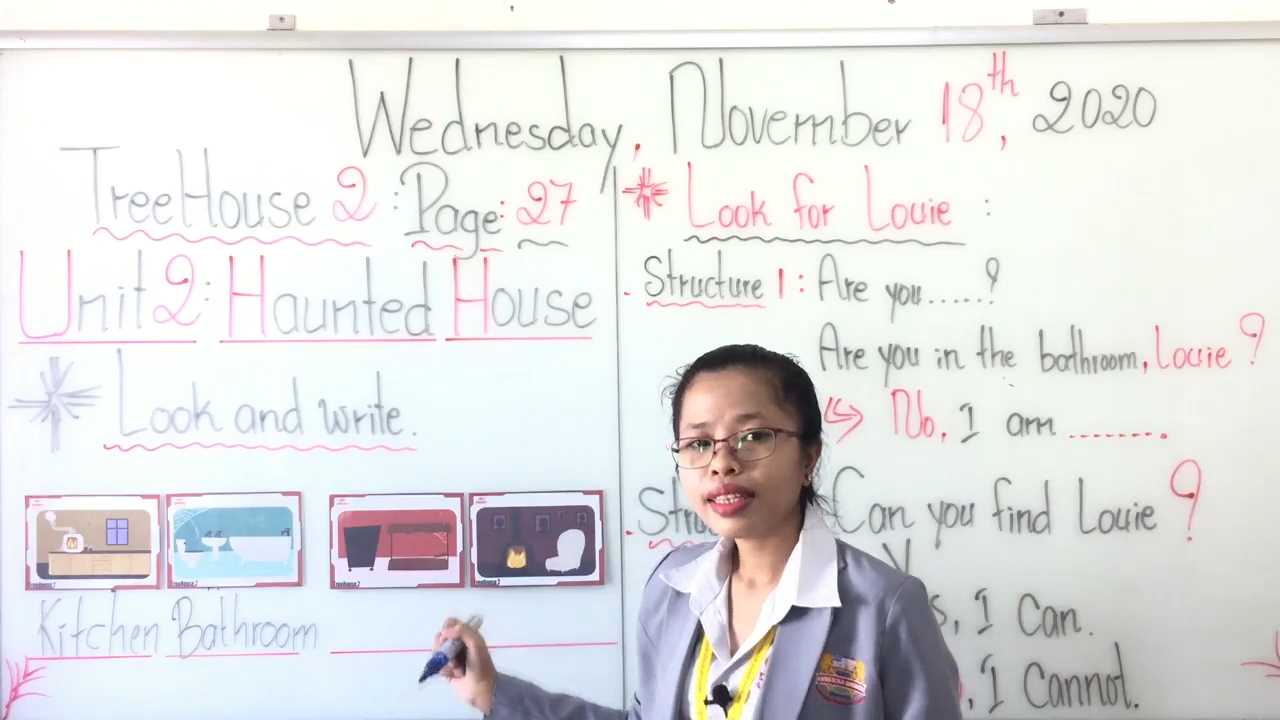 Wednesday, November 18th, 2020
TreeHouse 2 : Page: 27
Unit 2: Haunted House
Look and write.
Kitchen Bathroom
Look for Louie :
. Structure 1: Are you......?
Are you in the bathroom, Louie?
No, I am ........
Can you find Louie?
I Can.
I Cannot.